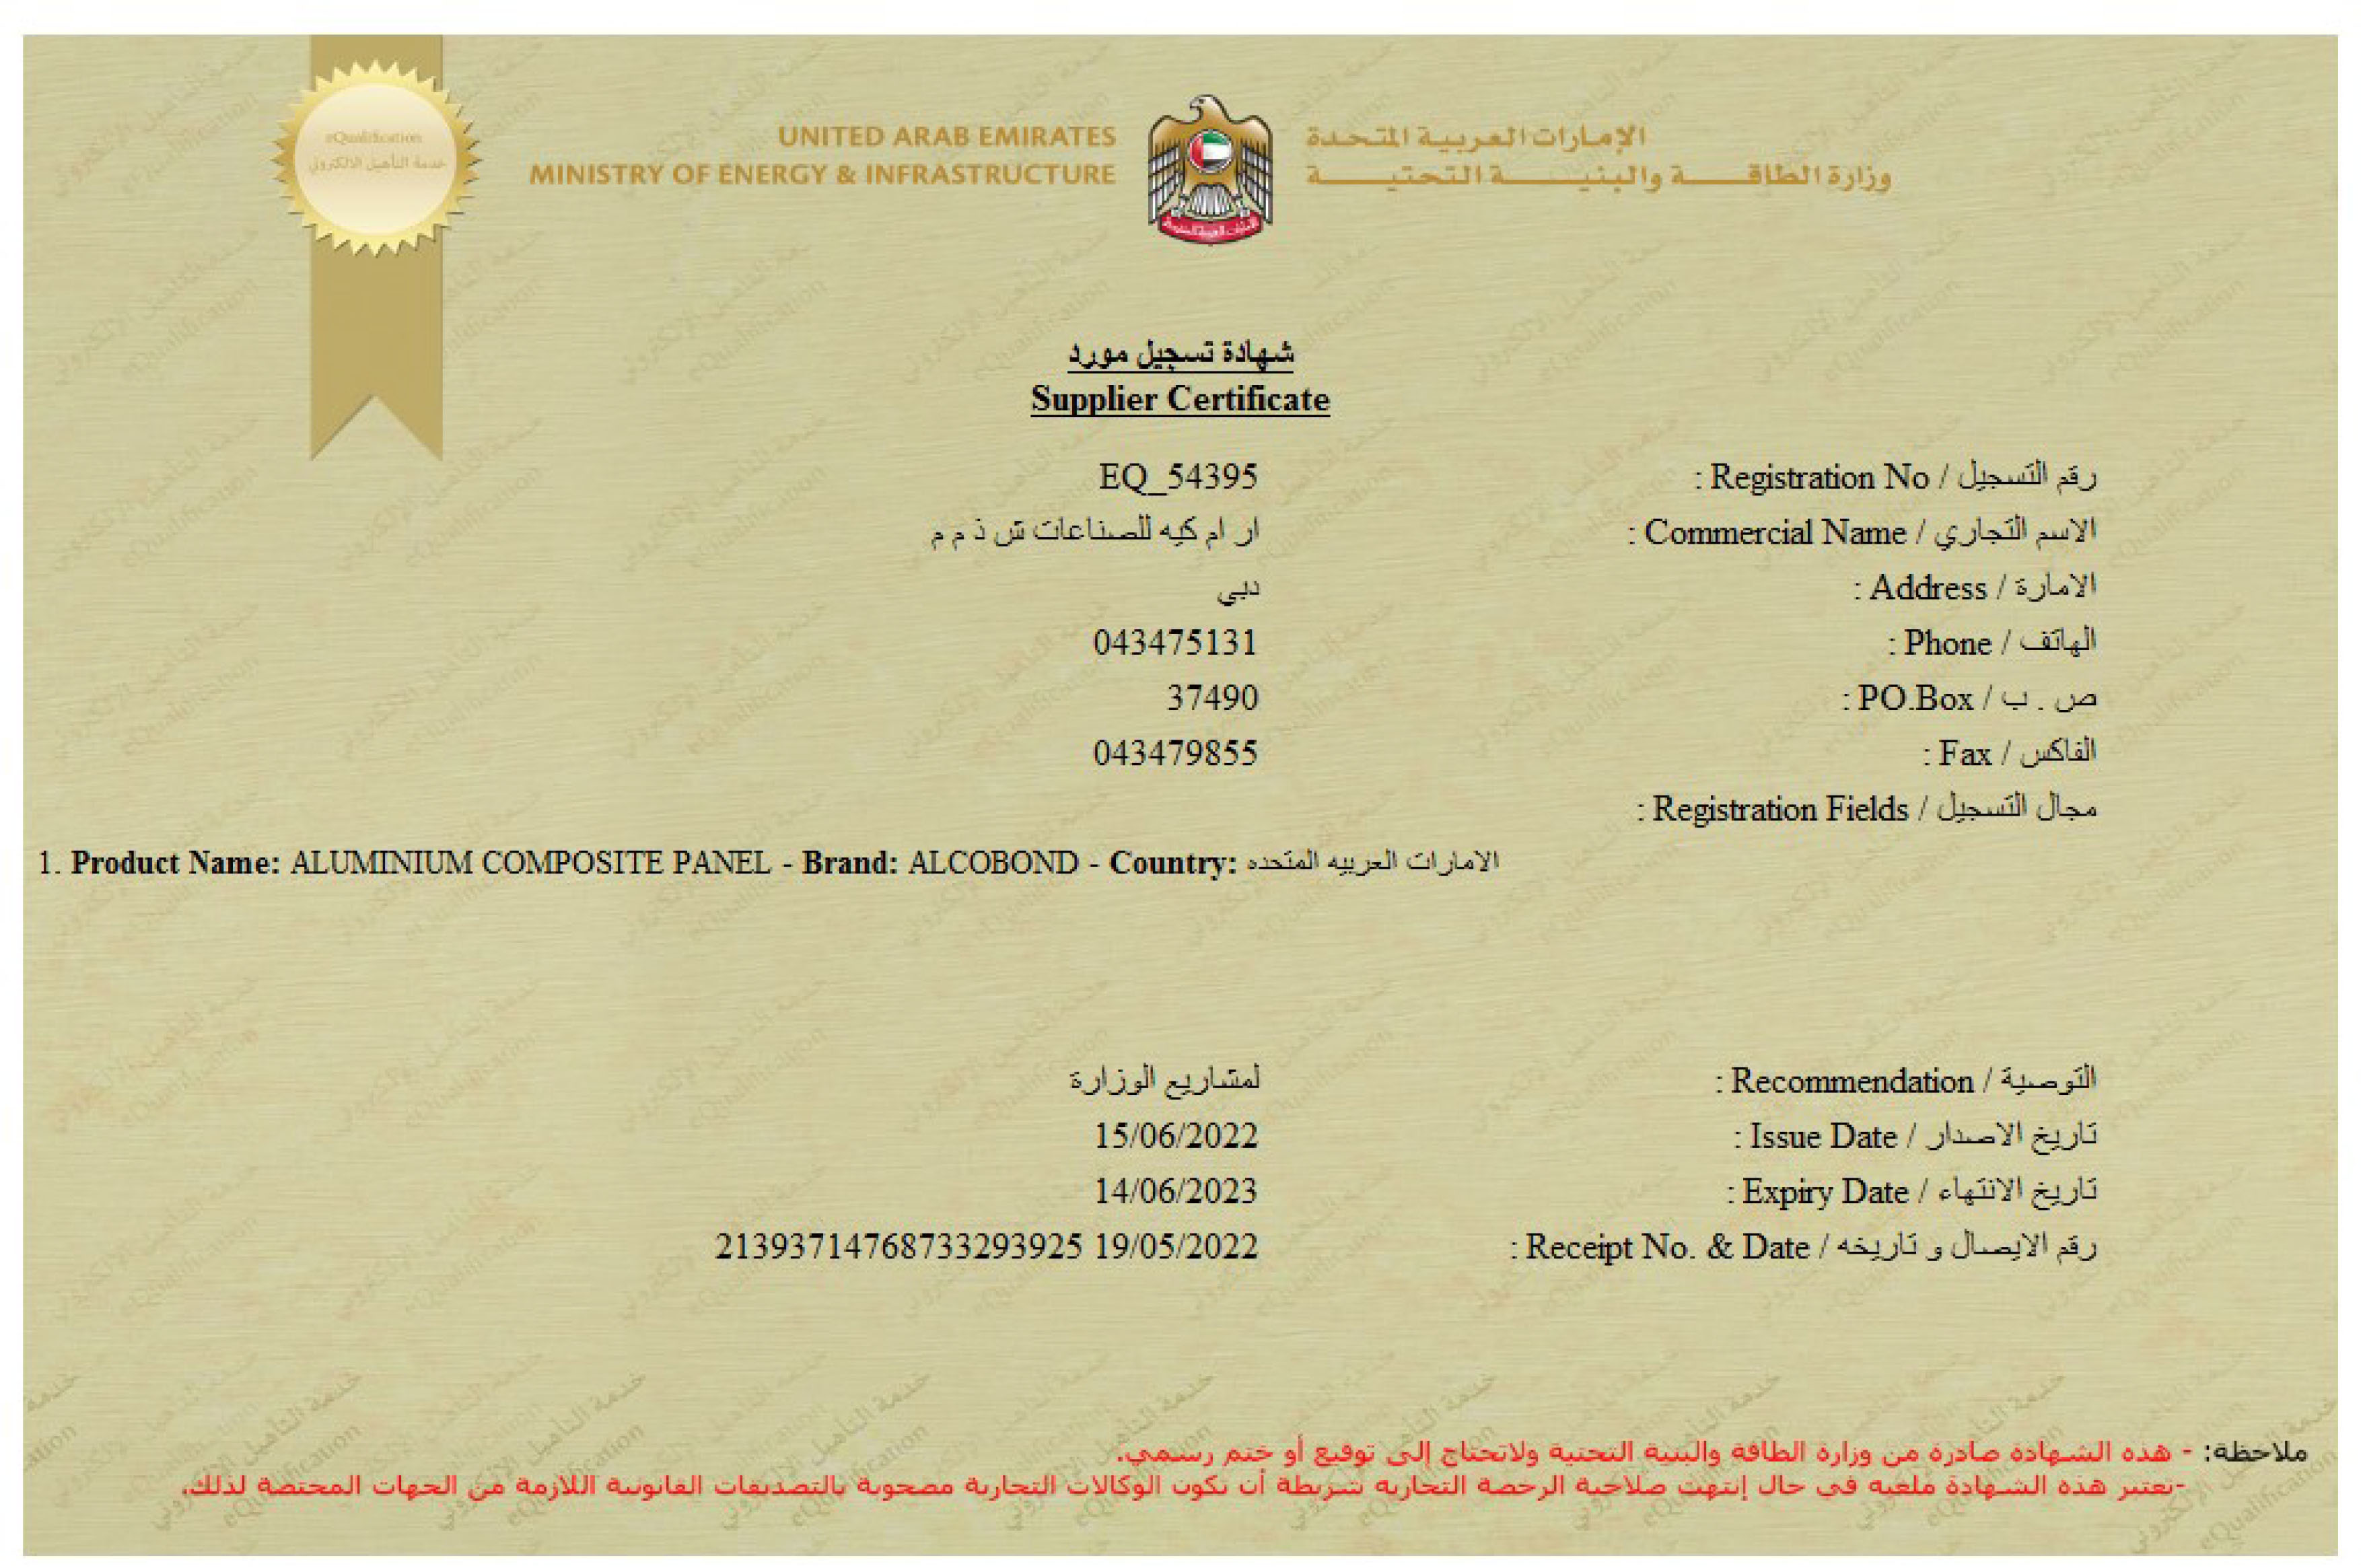 eQualification
خدمة التأهيل الالكتروني
UNITED ARAB EMIRATES
MINISTRY OF ENERGY & INFRASTRUCTURE
الإمارات العربية المتحدة
وزارة الطاقة والبنية التحتية
شهادة تسجيل مورد
Supplier Certificate
رقم التسجيل / Registration No : EQ_54395
الاسم التجاري / Commercial Name : ار ام كيه للصناعات ش ذ م م
الامارة / Address : دبي
الهاتف / Phone : 043475131
ص . ب / PO.Box : 37490
الفاكس / Fax : 043479855
مجال التسجيل / Registration Fields :
1. Product Name: ALUMINIUM COMPOSITE PANEL - Brand: ALCOBOND - Country: الامارات العربيه المتحده
التوصية / Recommendation : لمشاريع الوزارة
تاريخ الاصدار / Issue Date : 15/06/2022
تاريخ الانتهاء / Expiry Date : 14/06/2023
رقم الايصال و تاريخه / Receipt No. & Date : 21393714768733293925 19/05/2022
ملاحظة: - هذه الشهادة صادرة من وزارة الطاقة والبنية التحتية ولاتحتاج إلى توقيع أو ختم رسمي.
-تعتبر هذه الشهادة ملغيه في حال إنتهت صلاحية الرخصة التجاريه شريطة أن تكون الوكالات التجارية مصحوبة بالتصديقات القانونية اللازمة من الجهات المختصة لذلك.